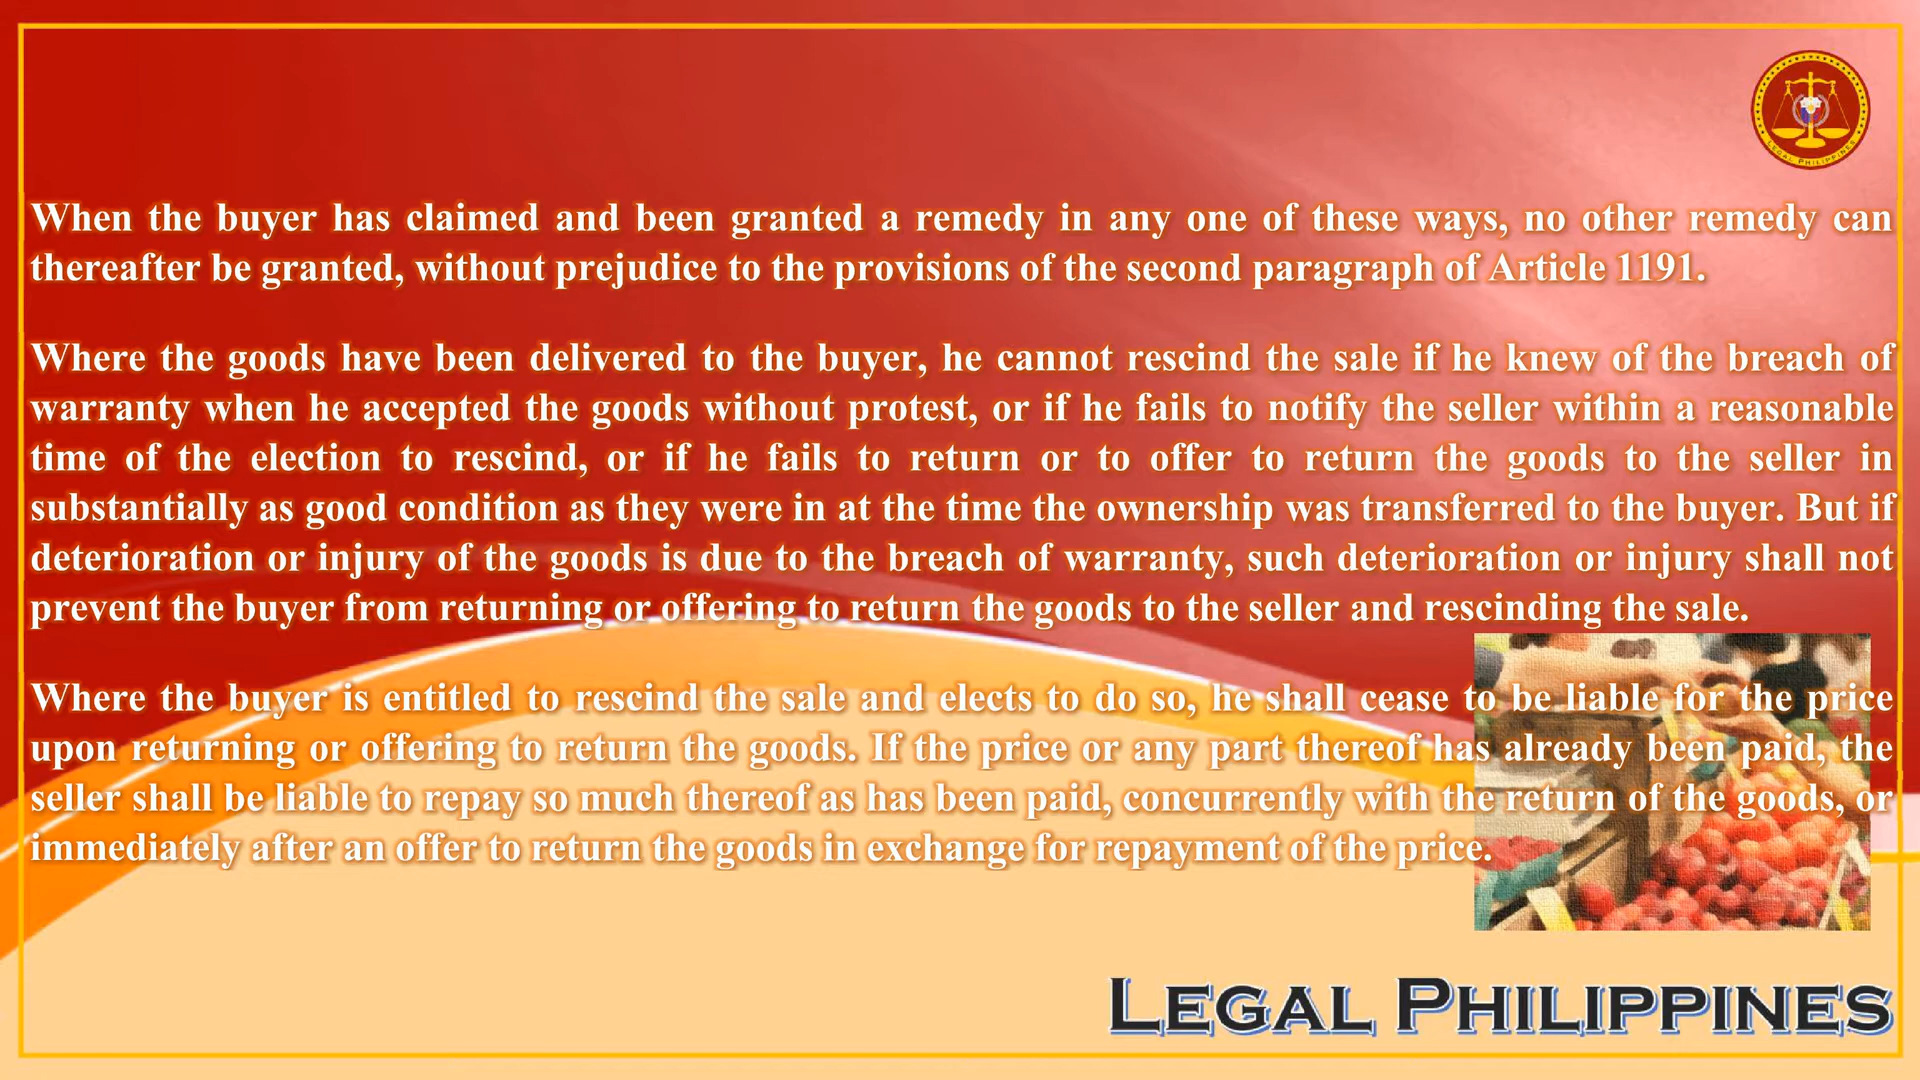 LEGAL PHILIPPINES
When the buyer has claimed and been granted a remedy in any one of these ways, no other remedy can
thereafter be granted, without prejudice to the provisions of the second paragraph of Article 1191.
Where the goods have been delivered to the buyer, he cannot rescind the sale if he knew of the breach of
warranty when he accepted the goods without protest, or if he fails to notify the seller within a reasonable
time of the election to rescind, or if he fails to return or to offer to return the goods to the seller in
substantially as good condition as they were in at the time the ownership was transferred to the buyer. But if
deterioration or injury of the goods is due to the breach of warranty, such deterioration or injury shall not
prevent the buyer from returning or offering to return the goods to the seller and rescinding the sale.
Where the buyer is entitled to rescind the sale and elects to do so, he shall cease to be liable for the price
upon returning or offering to return the goods. If the price or any part thereof has already been paid, the
seller shall be liable to repay so much thereof as has been paid, concurrently with the return of the goods, or
immediately after an offer to return the goods in exchange for repayment of the price.
LEGAL PHILIPPINES